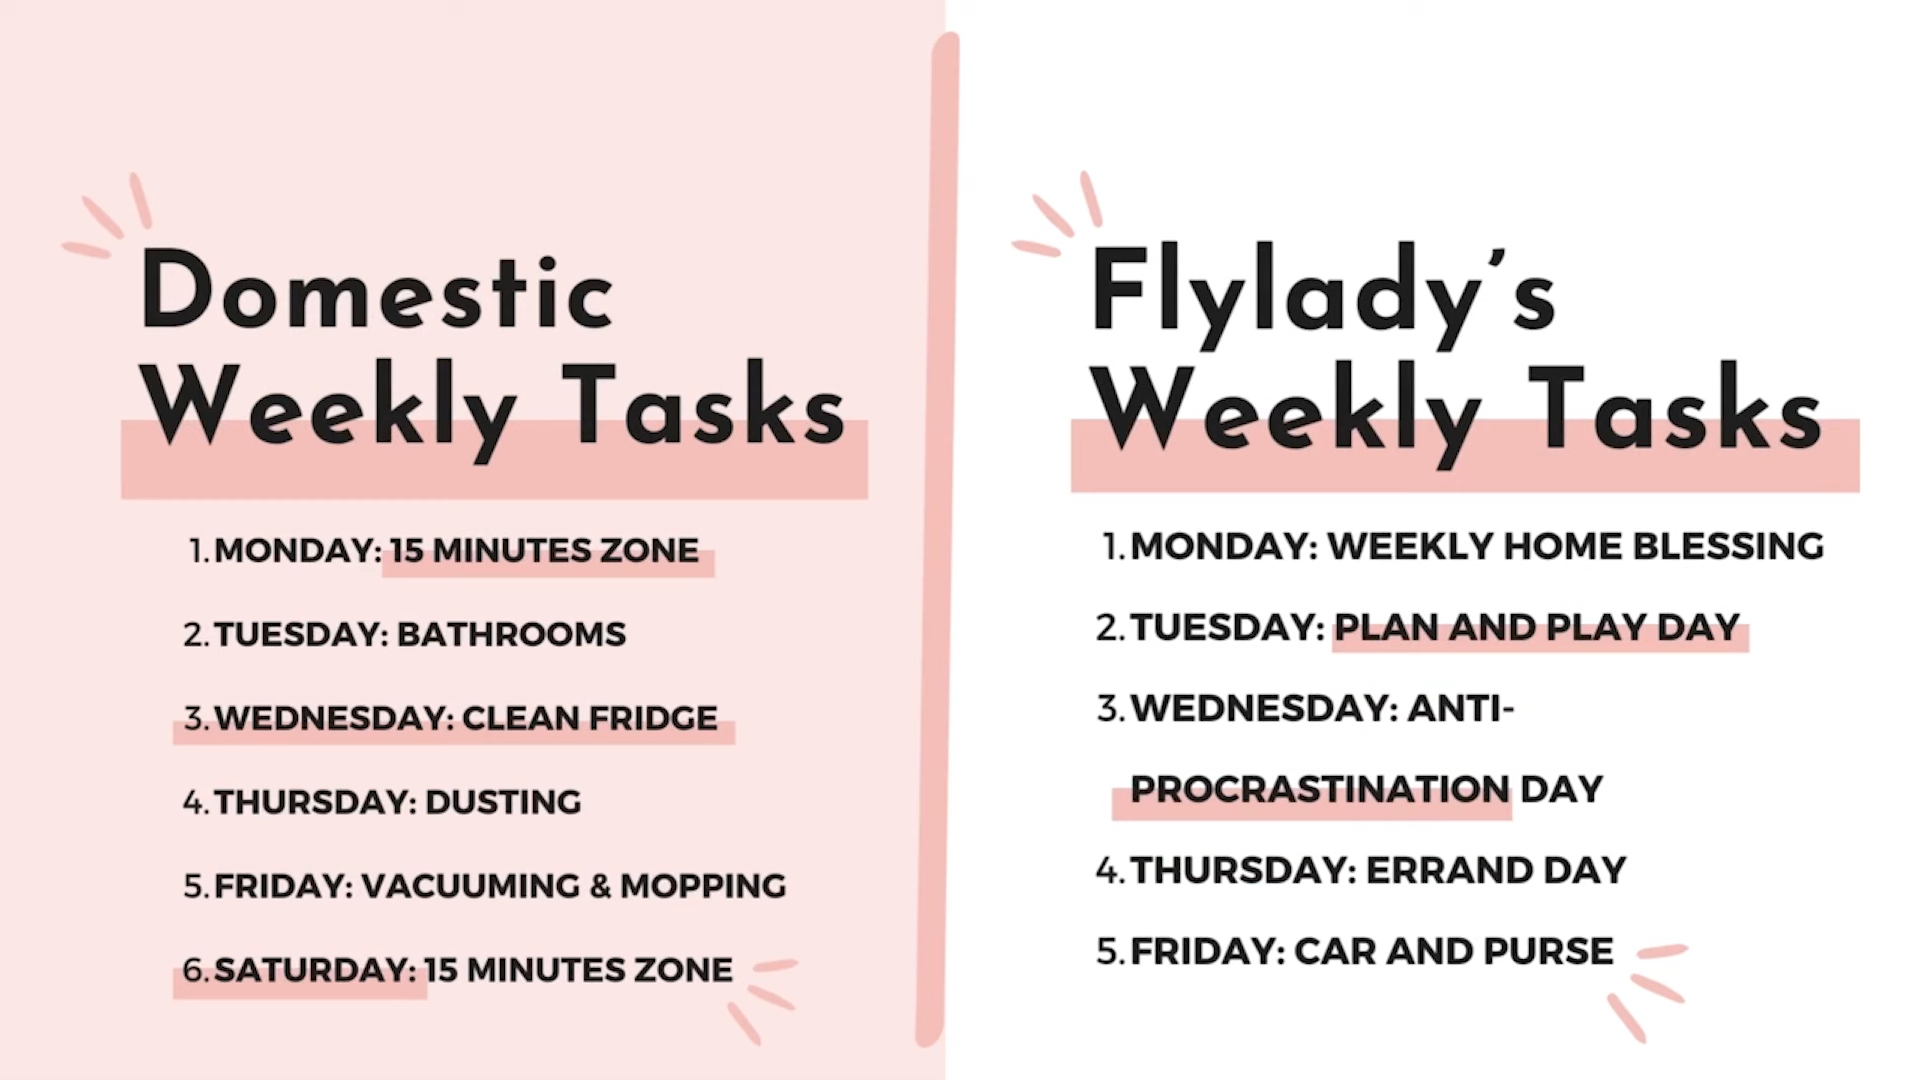 Domestic
Weekly Tasks
1. MONDAY: 15 MINUTES ZONE
2. TUESDAY: BATHROOMS
3. WEDNESDAY: CLEAN FRIDGE
4. THURSDAY: DUSTING
5. FRIDAY: VACUUMING & MOPPING
6. SATURDAY: 15 MINUTES ZONE
Flylady's
Weekly Tasks
1. MONDAY: WEEKLY HOME BLESSING
2. TUESDAY: PLAN AND PLAY DAY
3. WEDNESDAY: ANTI-
PROCRASTINATION DAY
4. THURSDAY: ERRAND DAY
5. FRIDAY: CAR AND PURSE